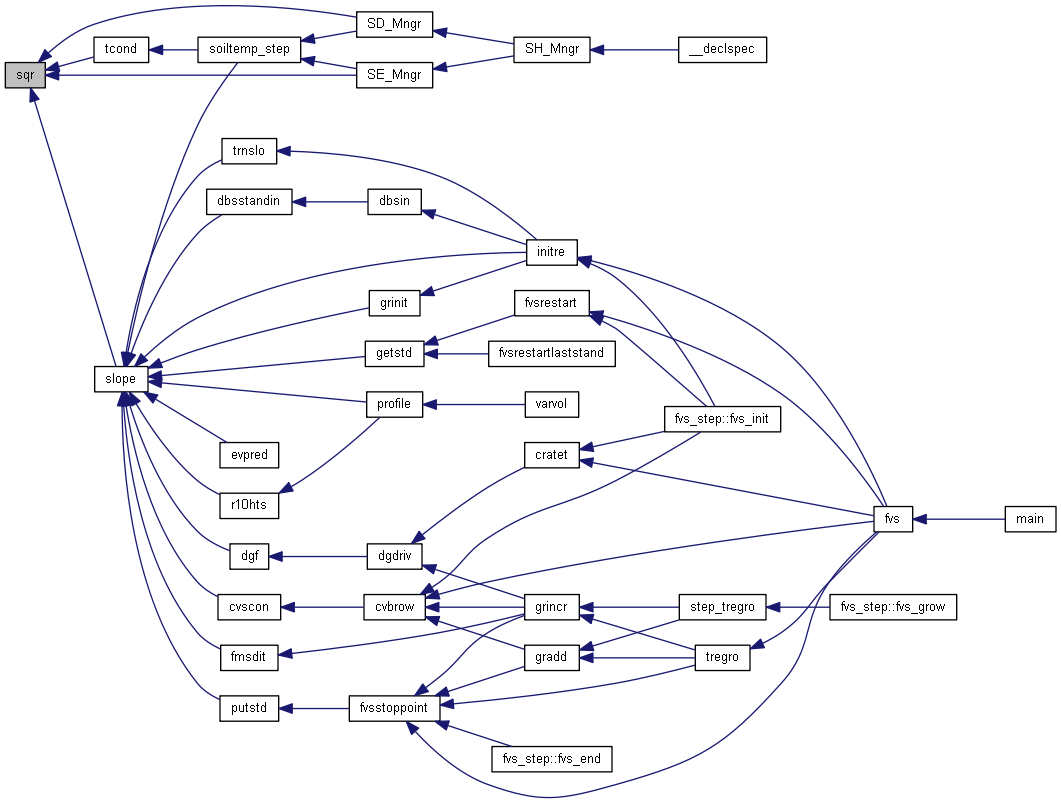 SD_Mngr
tcond
soiltemp_step
SH_Mngr
__declspec
sqr
SE_Mngr
trnslo
dbsstandin
dbsin
initre
grinit
fvsrestart
getstd
fvsrestartlaststand
slope
profile
varvol
fvs_step::fvs_init
evpred
cratet
r10hts
fvs
main
dgf
dgdriv
cvscon
cvbrow
grincr
step_tregro
fvs_step::fvs_grow
fmsdit
gradd
tregro
putstd
fvsstoppoint
fvs_step::fvs_end